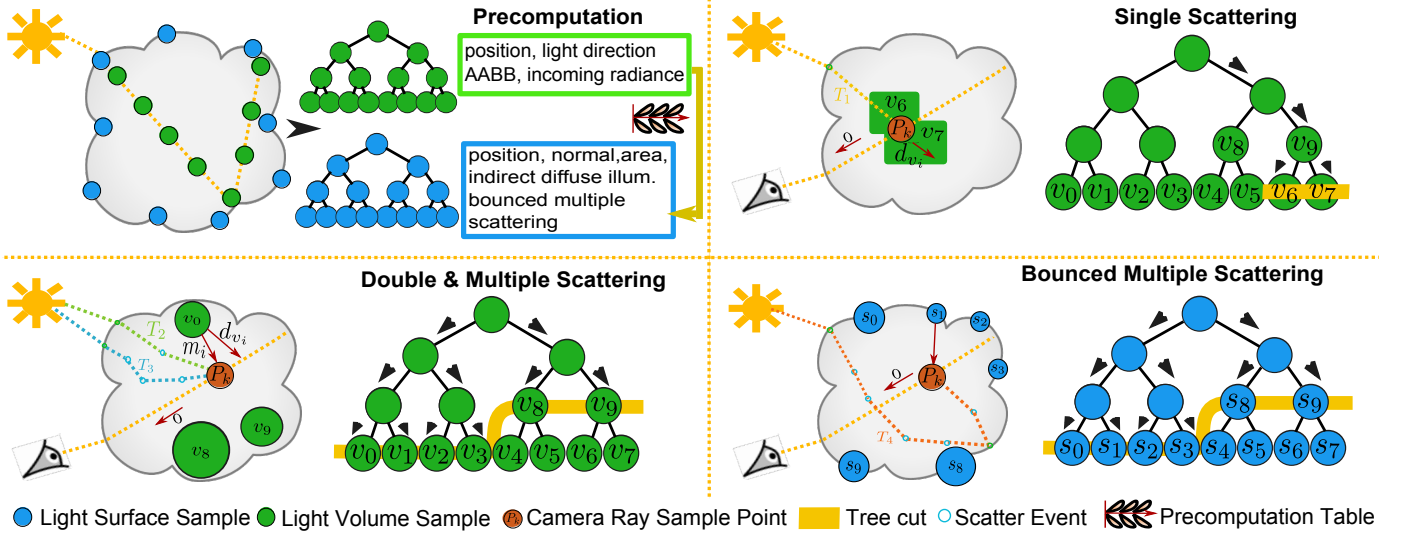 Precomputation
position, light direction
AABB, incoming radiance
position, normal,area,
indirect diffuse illum.
bounced multiple
scattering
Single Scattering
T1
v6
Pk
v7
o
dvi
v8
v9
v0 v1 v2 v3 v4 v5 v6 v7
Double & Multiple Scattering
v0
T2
dvi
mi
T3
Pk
o
v9
v8
v8 v9
v0 v1 v2 v3 v4 v5 v6 v7
Bounced Multiple Scattering
s0
s1
s2
s3
Pk
o
T4
s9
s8
s8 s9
s0 s1 s2 s3 s4 s5 s6 s7
Light Surface Sample Light Volume Sample Pk Camera Ray Sample Point Tree cut Scatter Event Precomputation Table